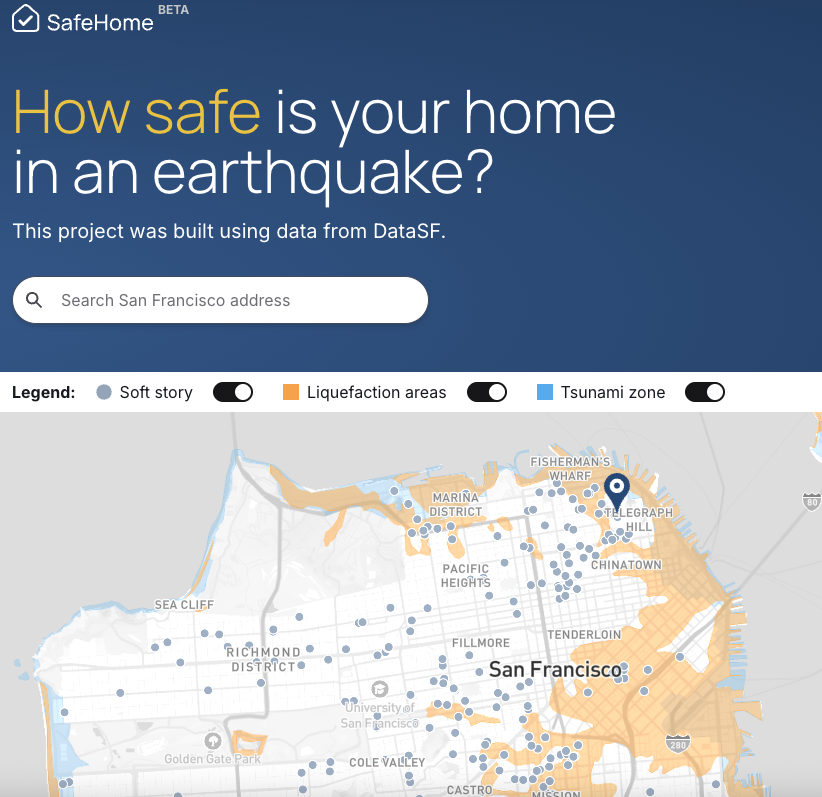 SafeHome BETA
How safe is your home
in an earthquake?
This project was built using data from DataSF.
Search San Francisco address
Legend: Soft story Liquefaction areas Tsunami zone
FISHERMAN'S
WHARF
MARINA
DISTRICT
80
TELEGRAPH
HILL
PACIFIC
HEIGHTS
CHINATOWN
SEA CLIFF
TENDERLOIN
FILLMORE
RICHMOND
DISTRICT
San Francisco
University of
San Francisco
280
Golden Gate Park
COLE VALLEY
CASTRO
MISSION